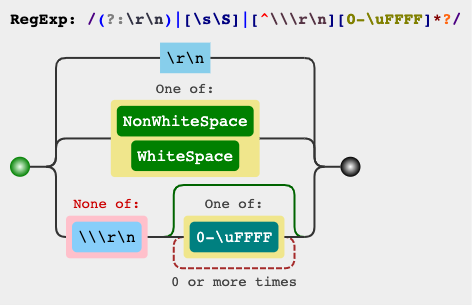 RegExp: /(?:\r\n)|[\s\S]|[^\\\r\n][0-\uFFFF]*?/
\r\n
One of:
NonWhiteSpace
WhiteSpace
None of:
One of:
\\\r\n
0-\uFFFF
0 or more times